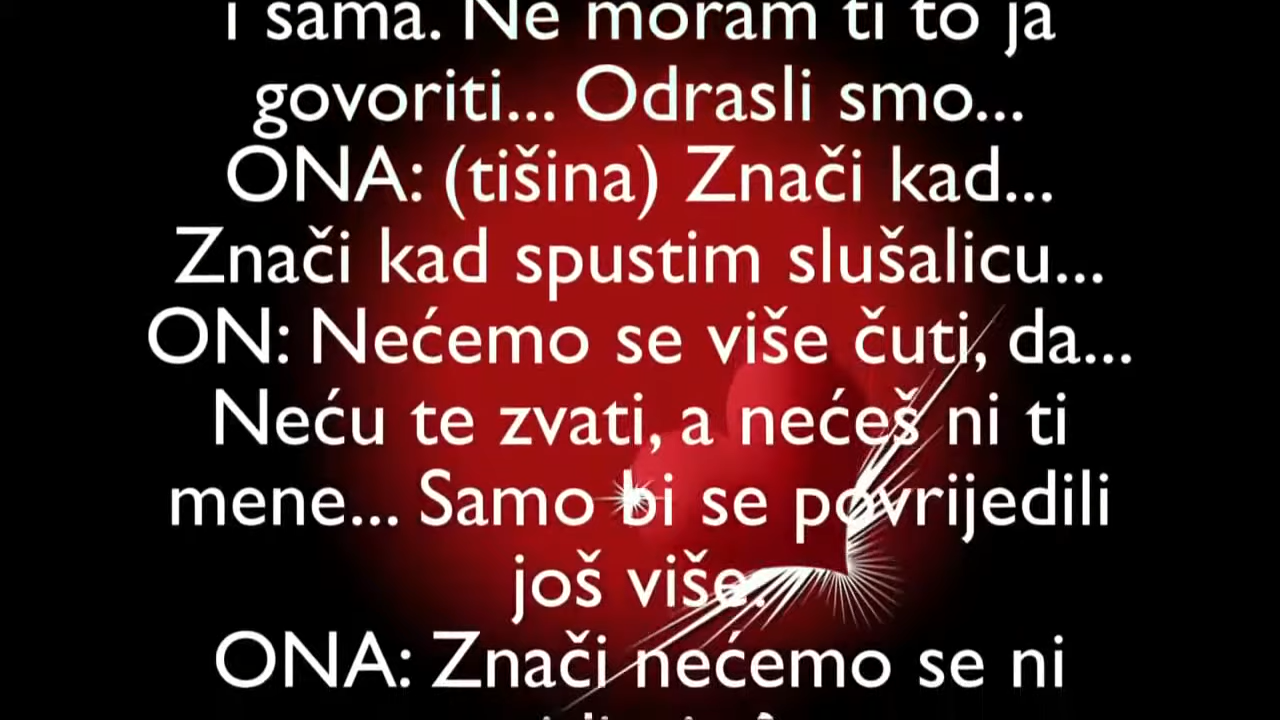 i sama. Ne moram ti to ja
govoriti... Odrasli smo...
ONA: (tišina) Znači kad...
Znači kad spustim slušalicu...
ON: Nećemo se više čuti, da...
Neću te zvati, a nećeš ni ti
mene... Samo bi se povrijedili
još više.
ONA: Znači nećemo se ni